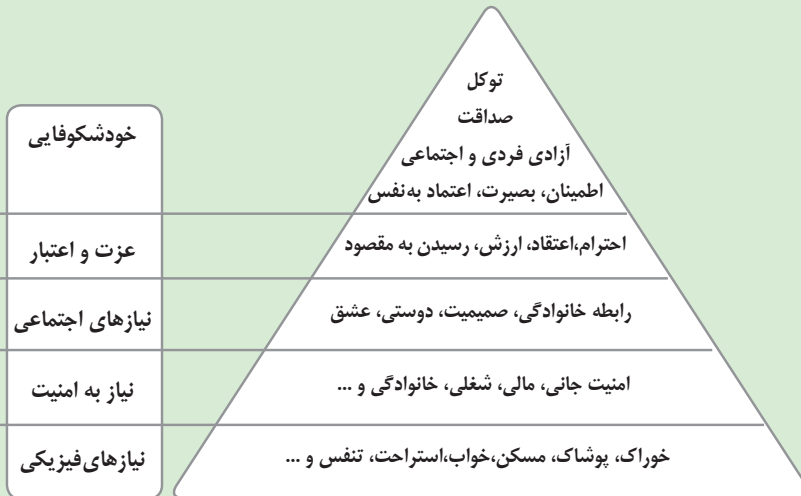 توکل
صداقت
آزادی فردی و اجتماعی
اطمینان، بصیرت، اعتماد به‌نفس
خودشکوفایی
احترام،اعتقاد، ارزش، رسیدن به مقصود
عزت و اعتبار
رابطه خانوادگی، صمیمیت، دوستی، عشق
نیازهای اجتماعی
امنیت جانی، مالی، شغلی، خانوادگی و ...
نیاز به امنیت
خوراک، پوشاک، مسکن،خواب،استراحت، تنفس و ...
نیازهای‌فیزیکی